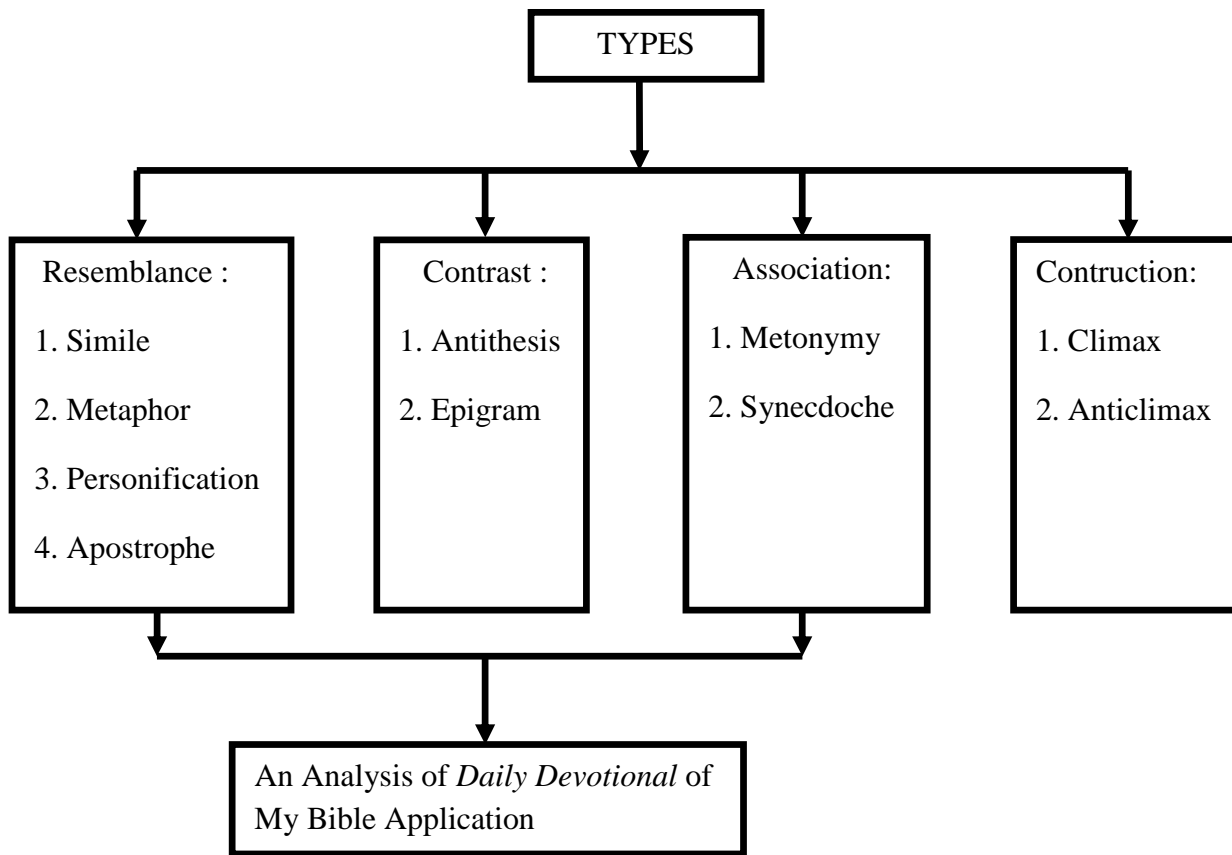 TYPES
Resemblance :
1. Simile
2. Metaphor
3. Personification
4. Apostrophe
Contrast :
1. Antithesis
2. Epigram
Association:
1. Metonymy
2. Synecdoche
Contruction:
1. Climax
2. Anticlimax
An Analysis of Daily Devotional of
My Bible Application